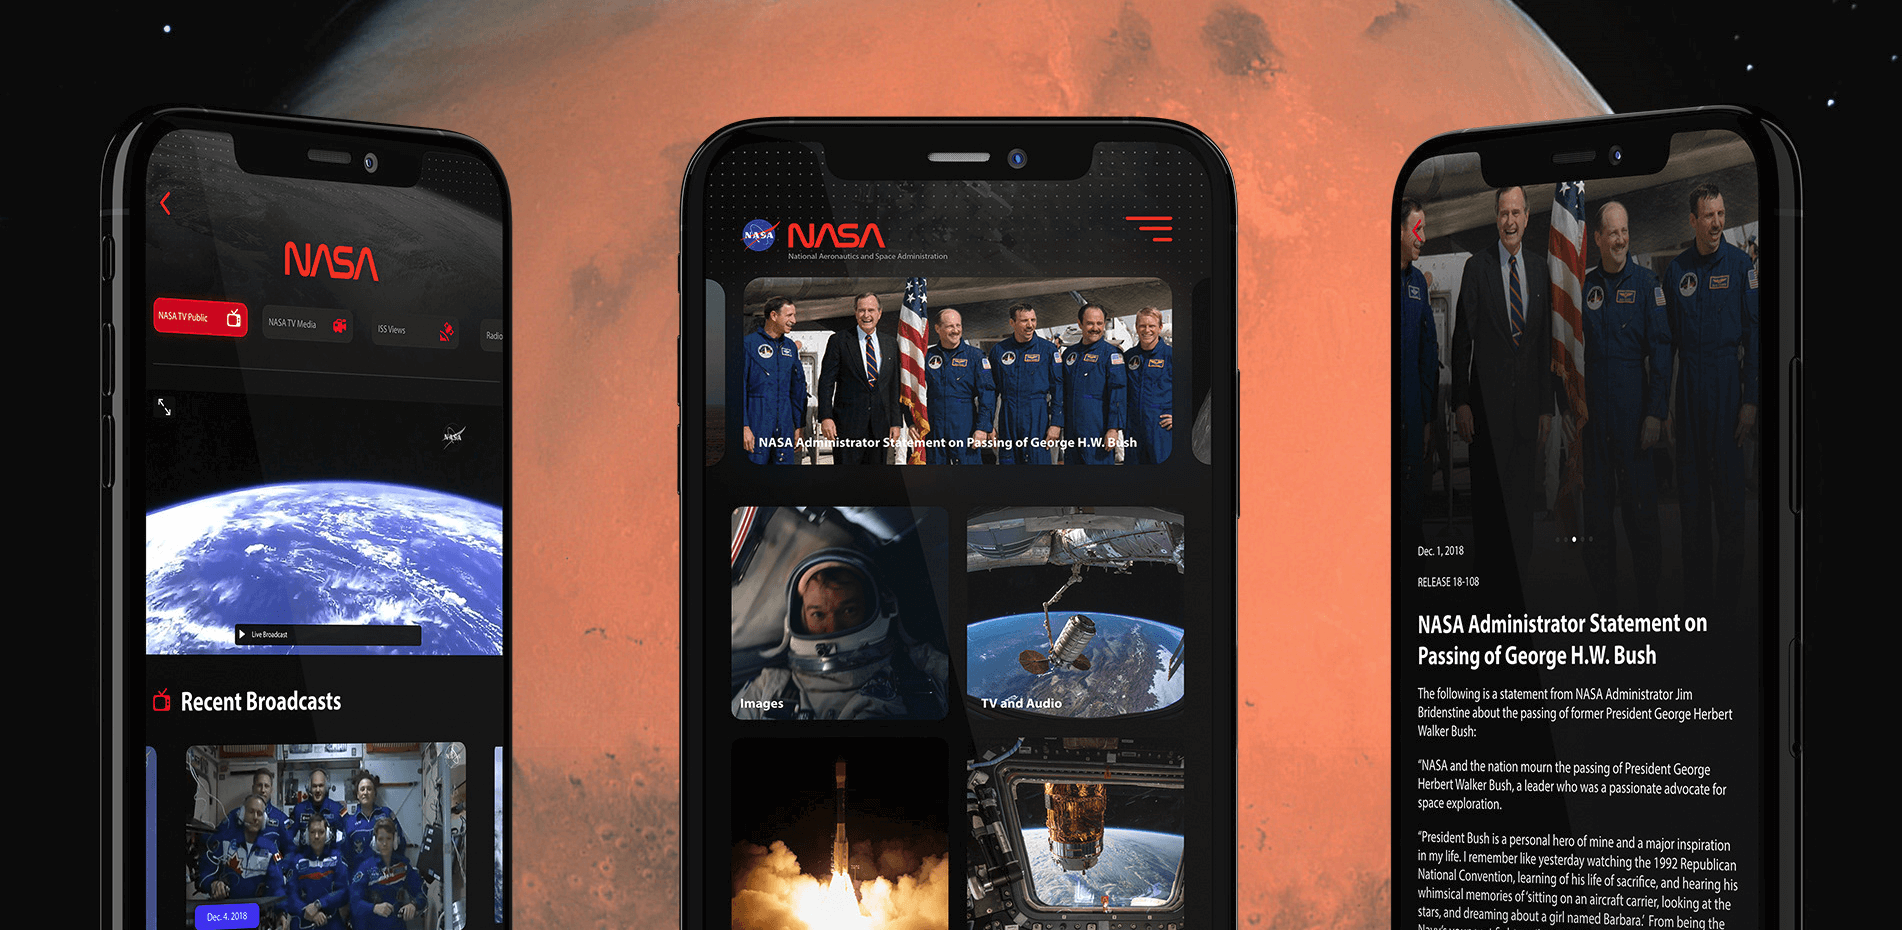 NASA
NASA TV Public
NASA TV Media
ISS Views
Radio
NASA
Live Broadcast
Recent Broadcasts
Dec. 4. 2018
NASA
NASA
National Aeronautics and Space Administration
NASA Administrator Statement on Passing of George H.W. Bush
Images
TV and Audio
Dec. 1, 2018
RELEASE 18-108
NASA Administrator Statement on
Passing of George H.W. Bush
The following is a statement from NASA Administrator Jim
Bridenstine about the passing of former President George Herbert
Walker Bush:
“NASA and the nation mourn the passing of President George
Herbert Walker Bush, a leader who was a passionate advocate for
space exploration.
“President Bush is a personal hero of mine and a major inspiration
in my life. I remember like yesterday watching the 1992 Republican
National Convention, learning of his life of sacrifice, and hearing his
whimsical memories of ‘sitting on an aircraft carrier, looking at the
stars, and dreaming about a girl named Barbara.’ From being the